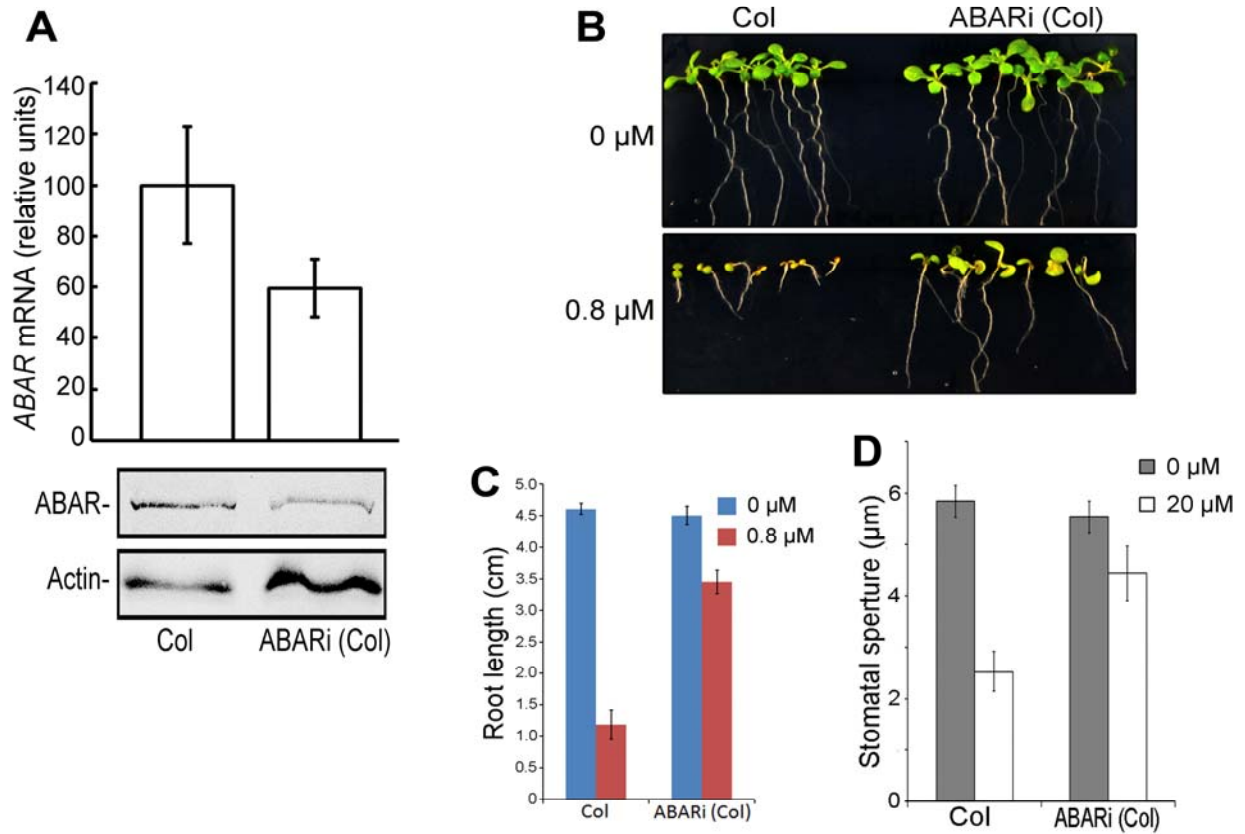 A
ABAR mRNA (relative units)
140
120
100
80
60
40
20
0
ABAR-
Actin-
Col ABARi (Col)
B
Col ABARi (Col)
0 µM
0.8 µM
C
Root length (cm)
5.0
4.5
4.0
3.5
3.0
2.5
2.0
1.5
1.0
0.5
0
0 µM
0.8 µM
Col ABARi (Col)
D
Stomatal sperture (µm)
6
4
2
0
0 µM
20 µM
Col ABARi (Col)